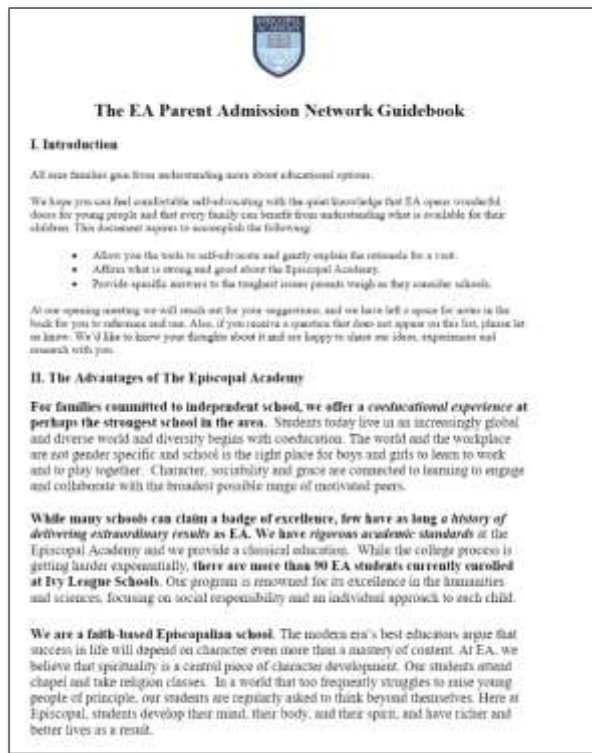 EPISCOPAL
ACADEMY
The EA Parent Admission Network Guidebook
I. Introduction
All area families gain from understanding more about educational options.
We hope you can feel comfortable self-advocating with the quiet knowledge that EA opens wonderful
doors for young people and that every family can benefit from understanding what is available for their
children. This document aspires to accomplish the following:
• Allow you the tools to self-advocate and gently explain the rationale for a visit.
• Affirm what is strong and good about the Episcopal Academy.
• Provide specific answers to the toughest issues parents weigh as they consider schools.
At our opening meeting we will reach out for your suggestions, and we have left a space for notes in the
back for you to reference and use. Also, if you receive a question that does not appear on this list, please let
us know. We'd like to know your thoughts about it and are happy to share our ideas, experiences and
research with you.
II. The Advantages of The Episcopal Academy
For families committed to independent school, we offer a coeducational experience at
perhaps the strongest school in the area. Students today live in an increasingly global
and diverse world and diversity begins with coeducation. The world and the workplace
are not gender specific and school is the right place for boys and girls to learn to work
and to play together. Character, sociability and grace are connected to learning to engage
and collaborate with the broadest possible range of motivated peers.
While many schools can claim a badge of excellence, few have as long a history of
delivering extraordinary results as EA. We have rigorous academic standards at the
Episcopal Academy and we provide a classical education. While the college process is
getting harder exponentially, there are more than 90 EA students currently enrolled
at Ivy League Schools. Our program is renowned for its excellence in the humanities
and sciences, focusing on social responsibility and an individual approach to each child.
We are a faith-based Episcopalian school. The modern era's best educators argue that
success in life will depend on character even more than a mastery of content. At EA, we
believe that spirituality is a central piece of character development. Our students attend
chapel and take religion classes. In a world that too frequently struggles to raise young
people of principle, our students are regularly asked to think beyond themselves. Here at
Episcopal, students develop their mind, their body, and their spirit, and have richer and
better lives as a result.